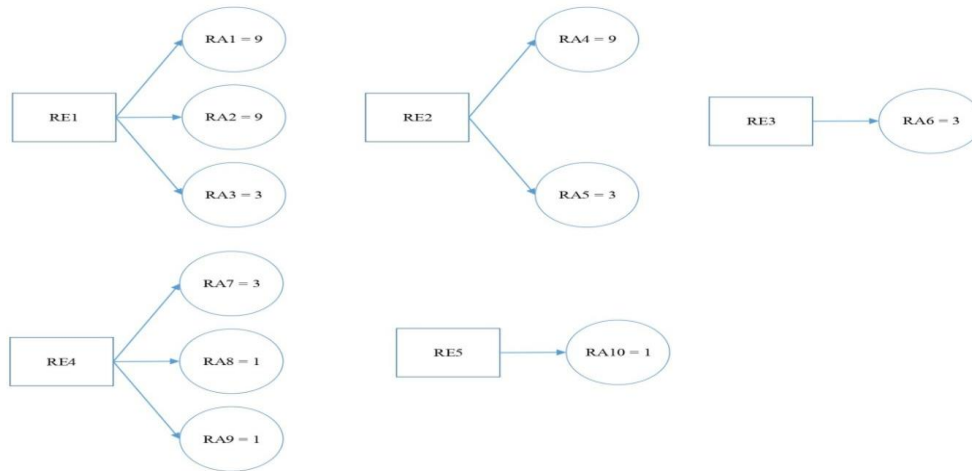 RE1
RA1 = 9
RA2 = 9
RA3 = 3
RE2
RA4 = 9
RA5 = 3
RE3
RA6 = 3
RE4
RA7 = 3
RA8 = 1
RA9 = 1
RE5
RA10 = 1